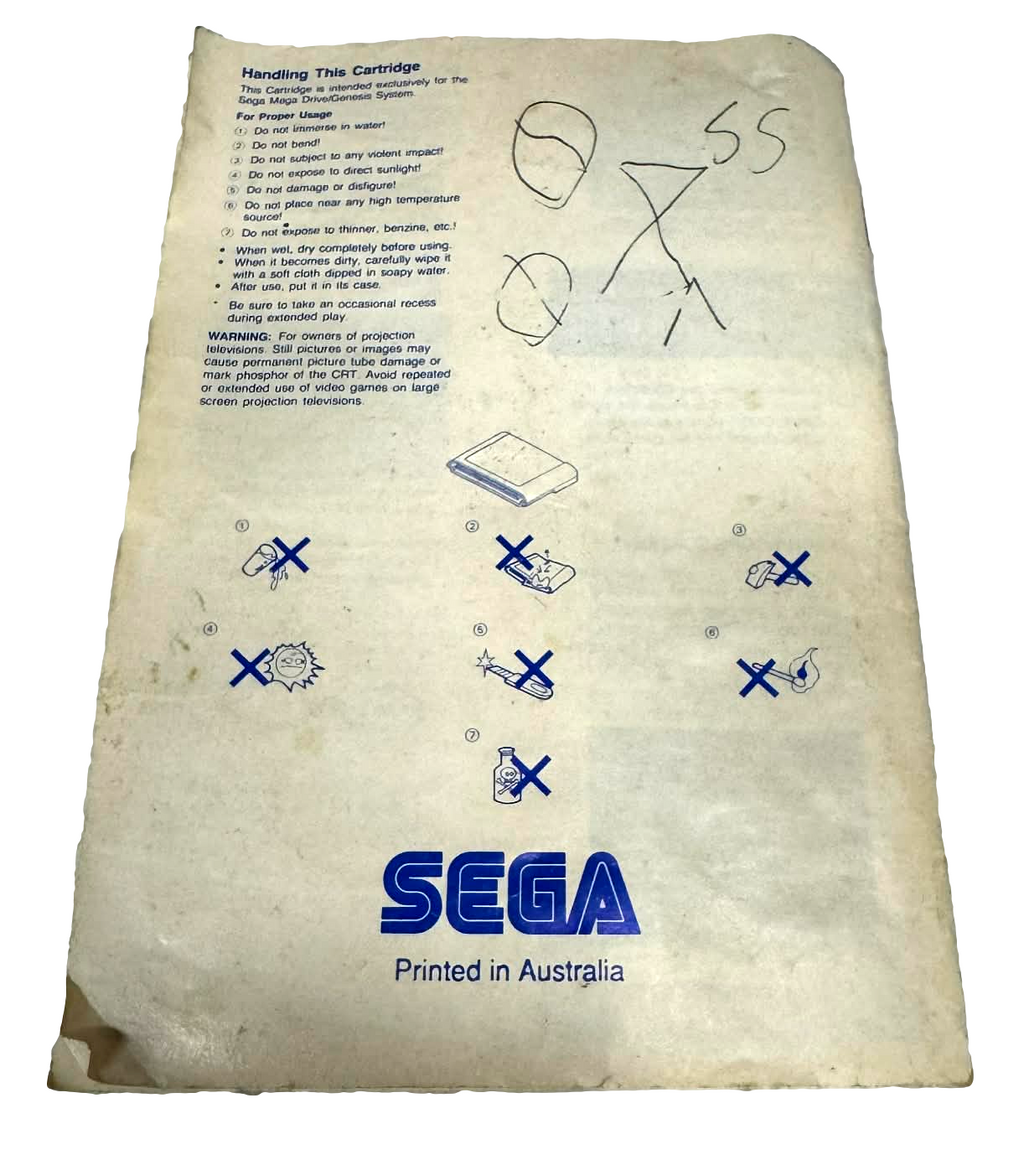 Handling This Cartridge
This Cartridge is intended exclusively for the
Sega Mega Drive/Genesis System.
For Proper Usage
① Do not immerse in water!
② Do not bend!
③ Do not subject to any violent impact!
④ Do not expose to direct sunlight!
⑤ Do not damage or disfigure!
⑥ Do not place near any high temperature
source!
⑦ Do not expose to thinner, benzine, etc.!
• When wet, dry completely before using.
• When it becomes dirty, carefully wipe it
with a soft cloth dipped in soapy water.
• After use, put it in its case.
* Be sure to take an occasional recess
during extended play.
WARNING: For owners of projection
televisions. Still pictures or images may
cause permanent picture tube damage or
mark phosphor of the CRT. Avoid repeated
or extended use of video games on large
screen projection televisions.
SS
① ② ③
④ ⑤ ⑥
⑦
SEGA
Printed in Australia